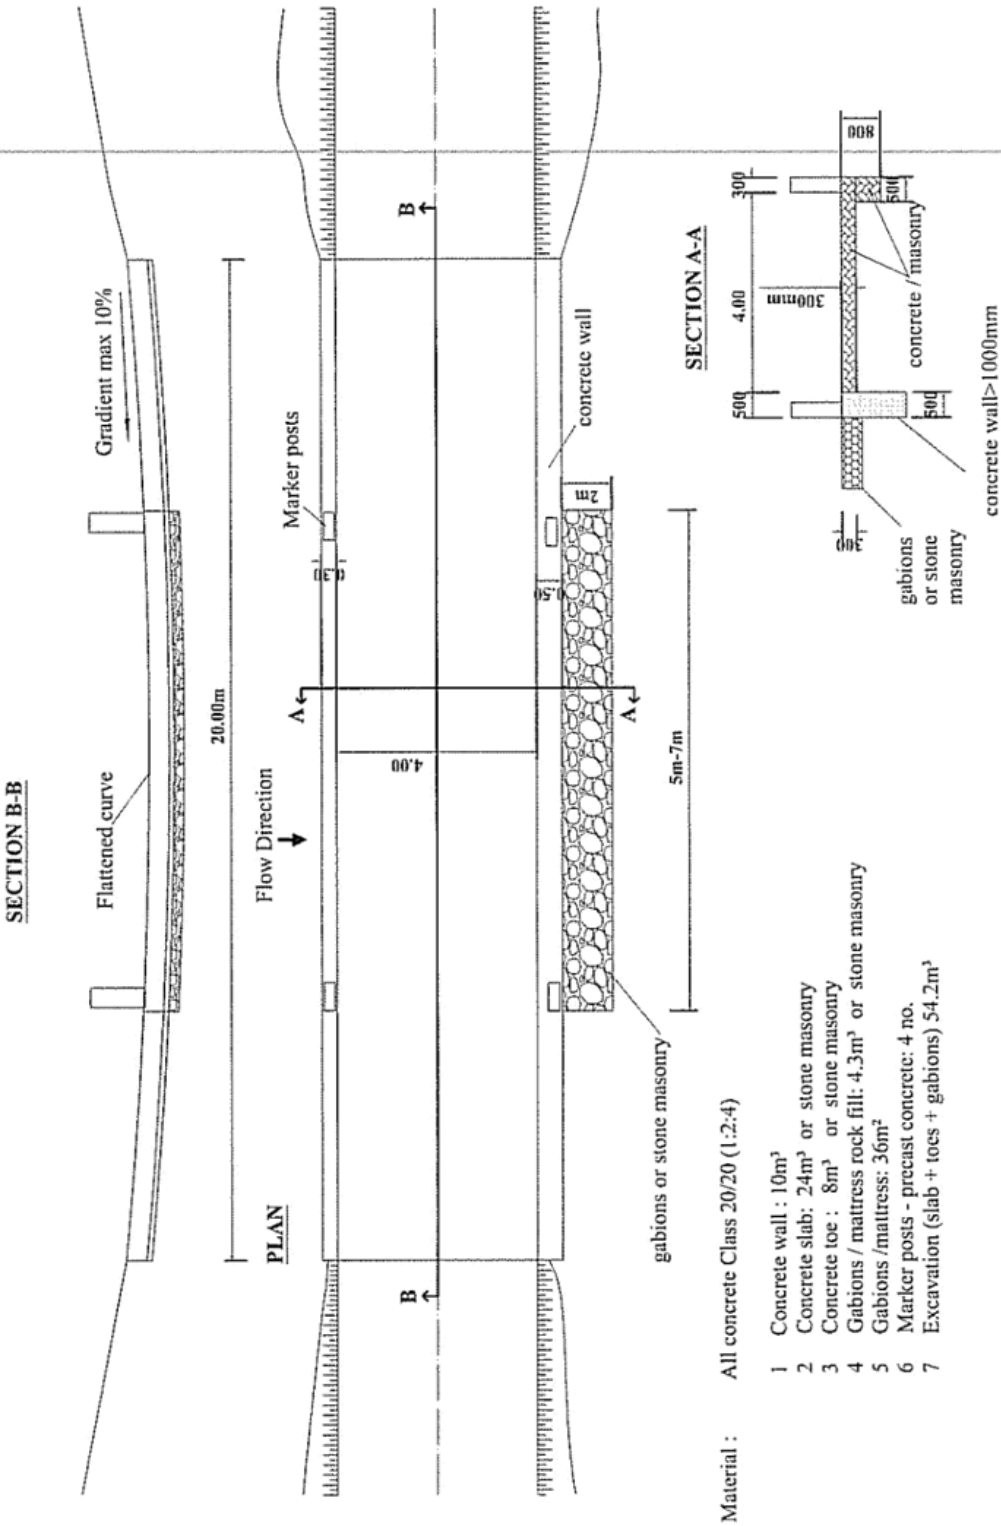 SECTION B-B
Flattened curve
Gradient max 10%
20.00m
PLAN
Flow Direction
Marker posts
0.30
B
B
A
A
4.00
0.50
2m
concrete wall
5m-7m
gabions or stone masonry
SECTION A-A
500
4.00
300
300mm
800
500
500
300
concrete / masonry
gabions
or stone
masonry
concrete wall>1000mm
Material : All concrete Class 20/20 (1:2:4)
1 Concrete wall : 10m³
2 Concrete slab: 24m³ or stone masonry
3 Concrete toe : 8m³ or stone masonry
4 Gabions / mattress rock fill: 4.3m³ or stone masonry
5 Gabions /mattress: 36m²
6 Marker posts - precast concrete: 4 no.
7 Excavation (slab + toes + gabions) 54.2m³